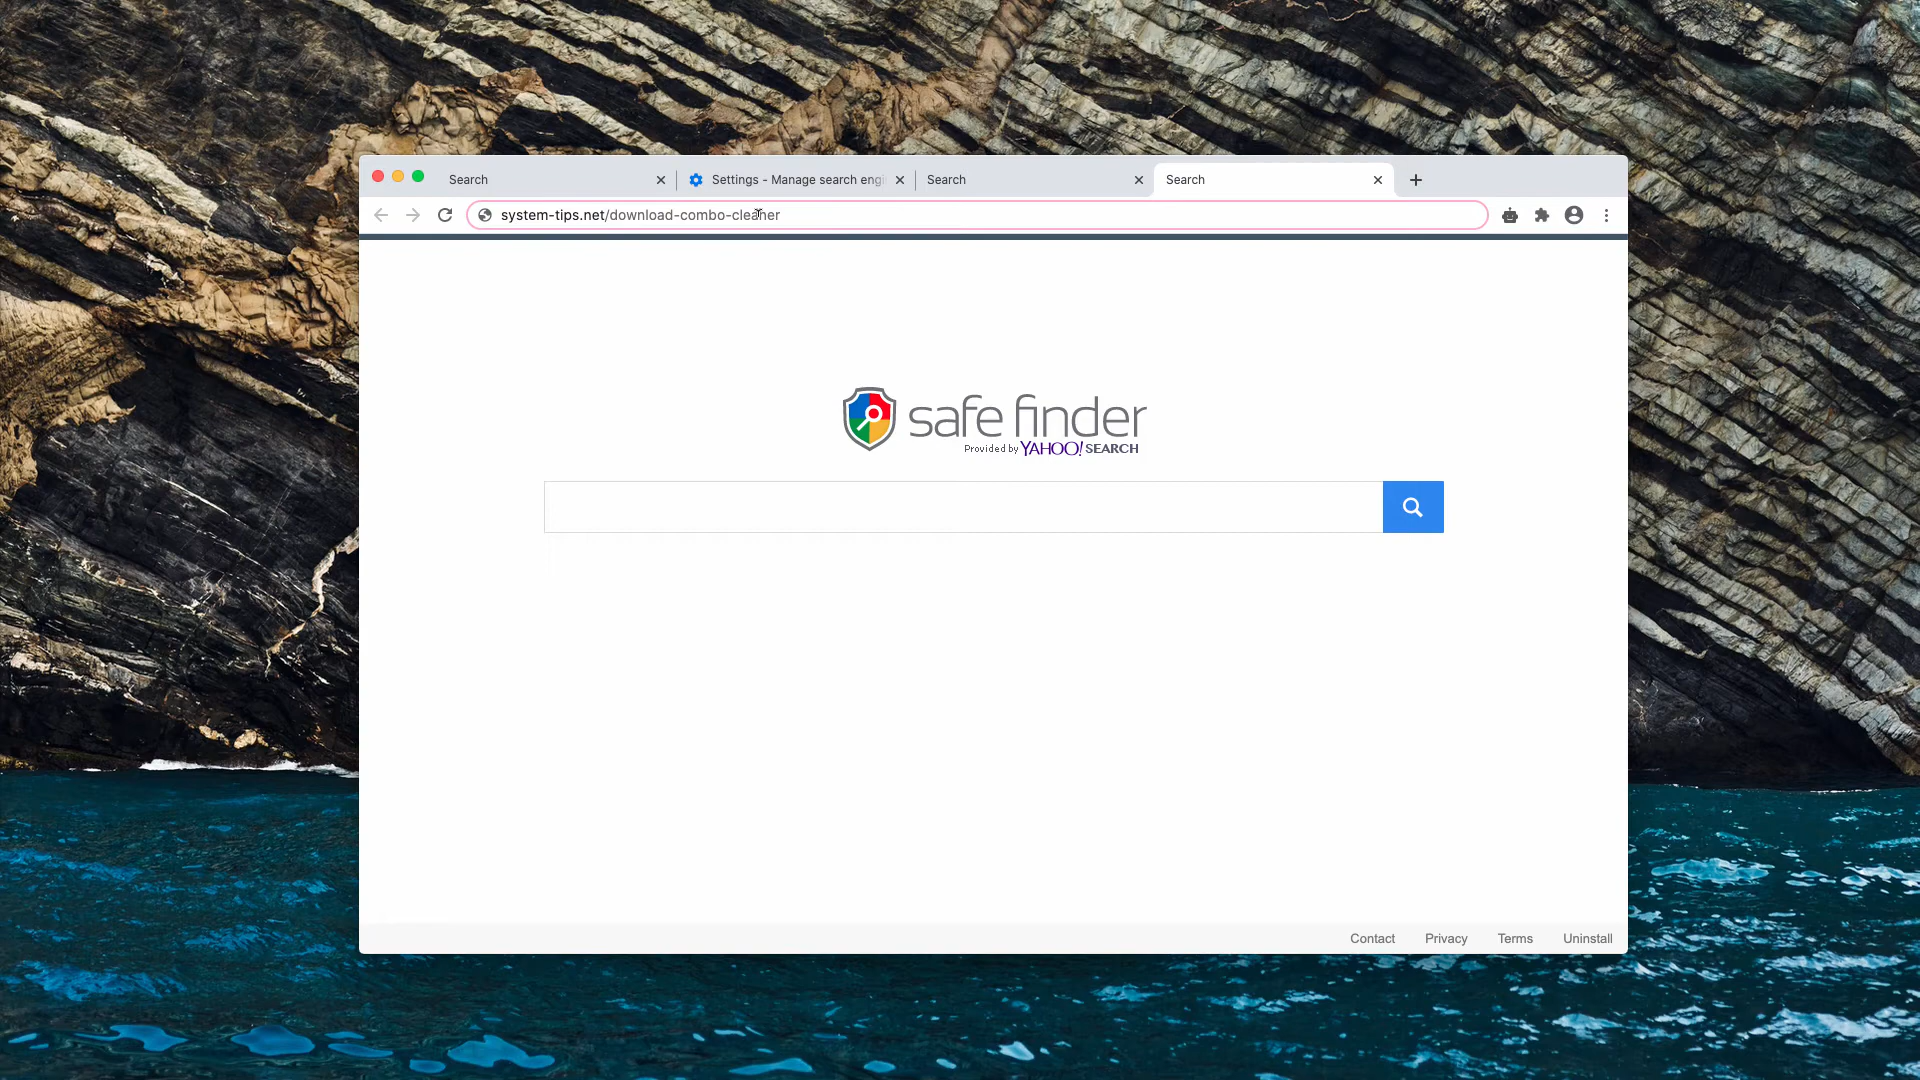 Search
Settings - Manage search engi
Search
Search
system-tips.net/download-combo-cleaner
safe finder
Provided by YAHOO! SEARCH
Contact Privacy Terms Uninstall